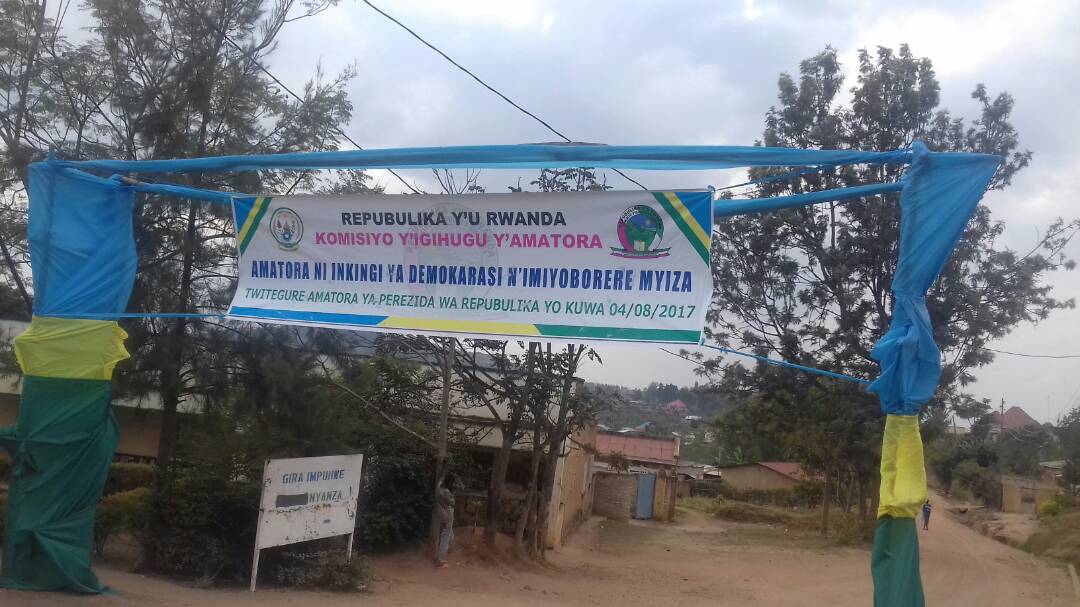 REPUBULIKA Y'U RWANDA
KOMISIYO Y'IGIHUGU Y'AMATORA
AMATORA NI INKINGI YA DEMOKARASI N'IMIYOBORERE MYIZA
TWITEGURE AMATORA YA PEREZIDA WA REPUBULIKA YO KUWA 04/08/2017
GIRA IMPUHWE
NYANZA